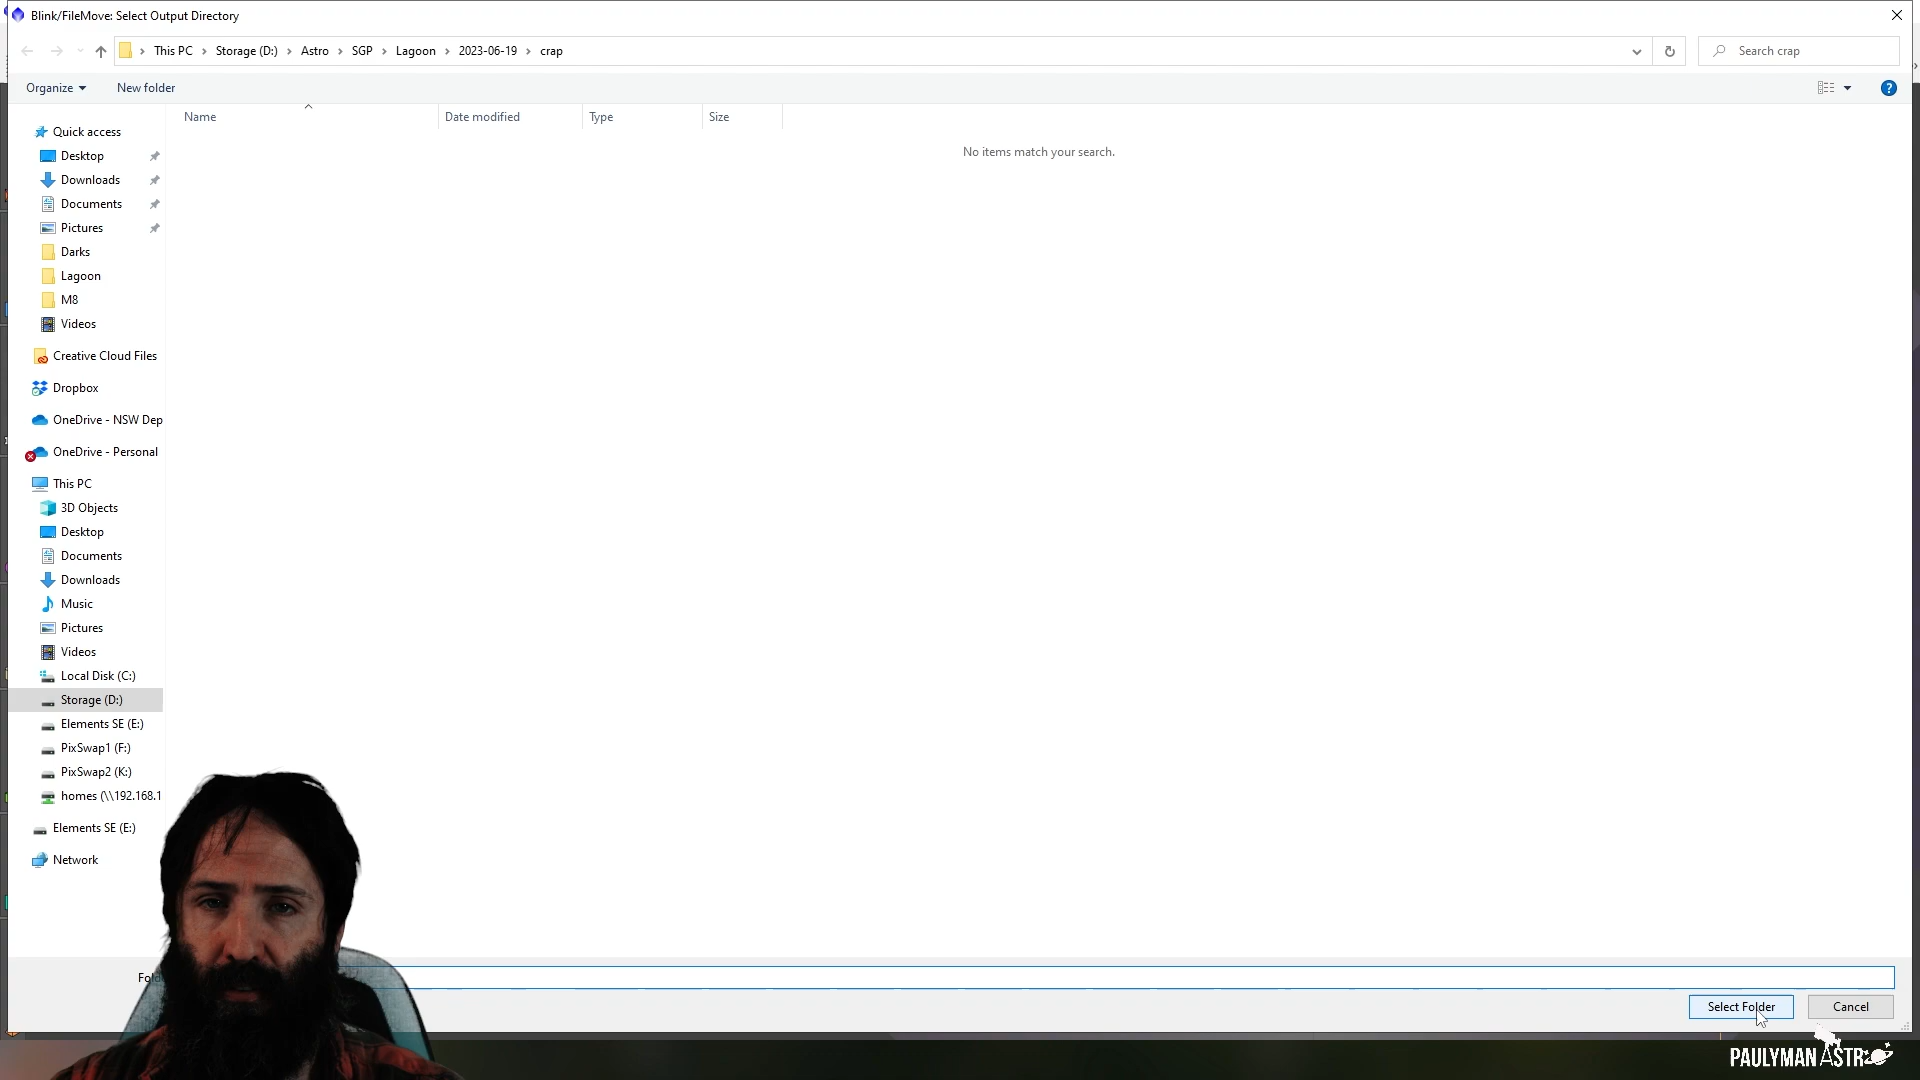 Blink/FileMove: Select Output Directory
This PC > Storage (D:) > Astro > SGP > Lagoon > 2023-06-19 > crap
Search crap
Organize
New folder
Name
Date modified
Type
Size
No items match your search.
Quick access
Desktop
Downloads
Documents
Pictures
Darks
Lagoon
M8
Videos
Creative Cloud Files
Dropbox
OneDrive - NSW Dep
OneDrive - Personal
This PC
3D Objects
Desktop
Documents
Downloads
Music
Pictures
Videos
Local Disk (C:)
Storage (D:)
Elements SE (E:)
PixSwap1 (F:)
PixSwap2 (K:)
homes (\\192.168.1
Elements SE (E:)
Network
Select Folder
Cancel
PAULYMAN ASTRO